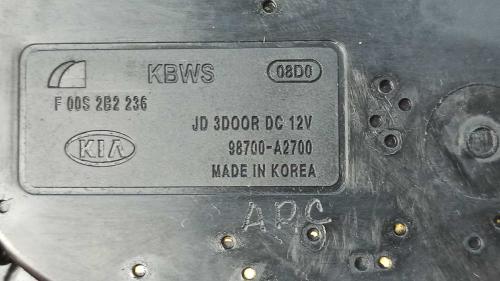 KBWS 08D0
F 00S 2B2 236
JD 3DOOR DC 12V
KIA 98700-A2700
MADE IN KOREA
APC